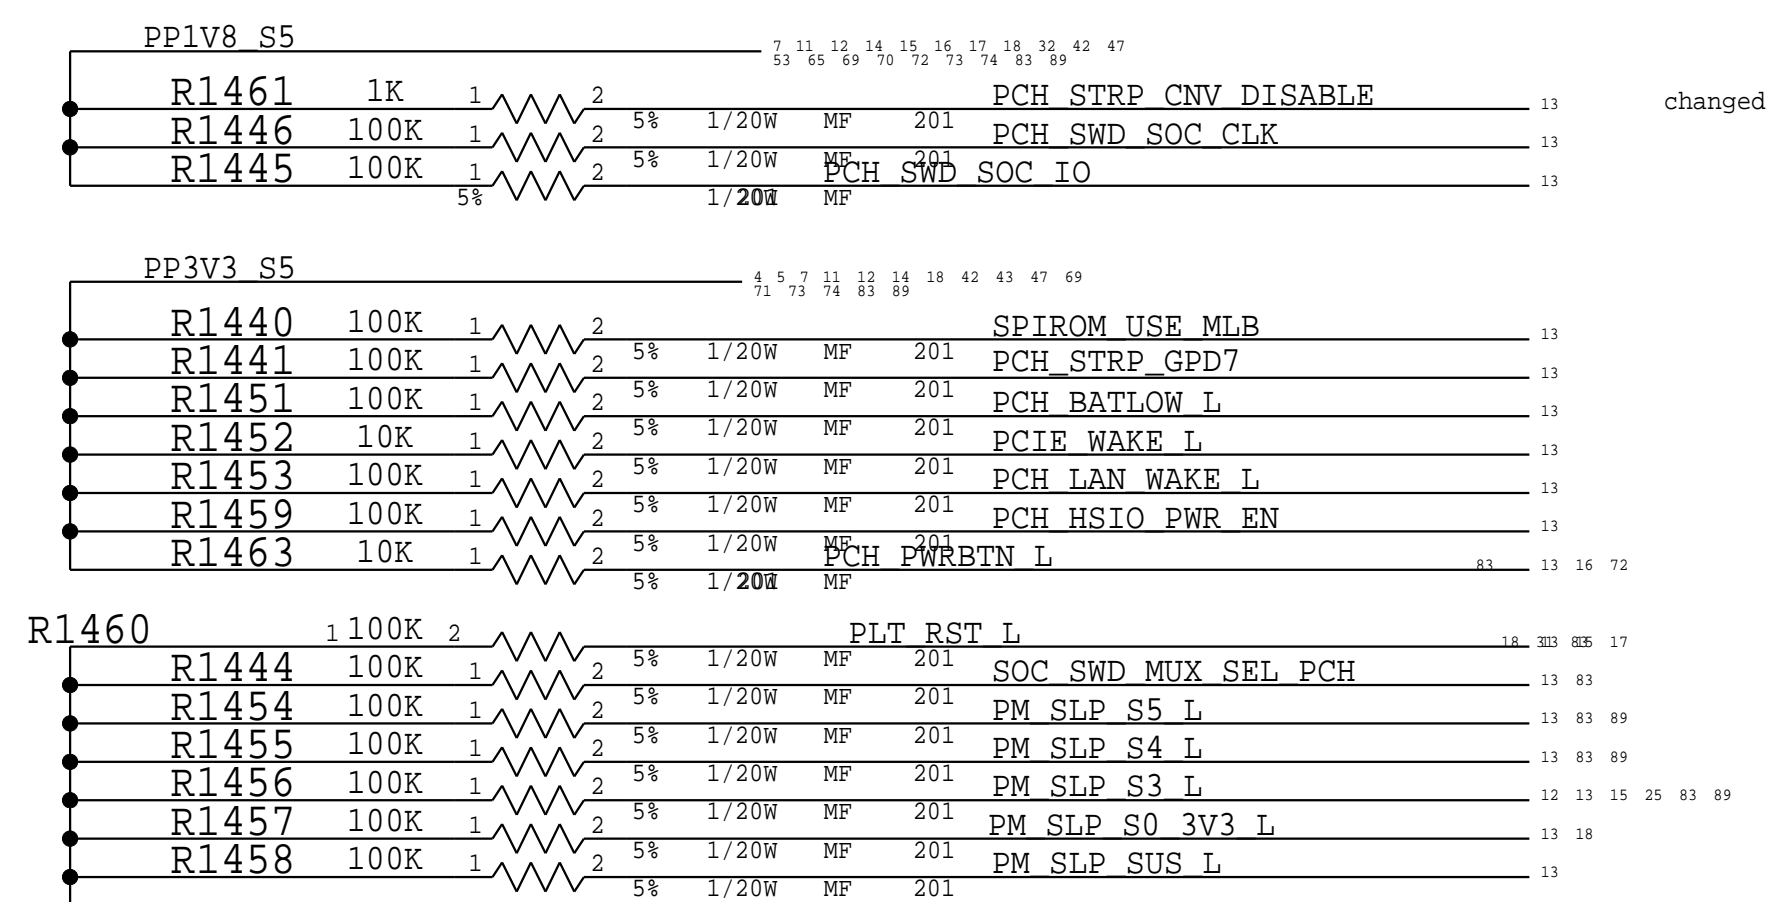 PP1V8_S5
7 11 12 14 15 16 17 18 32 42 47
53 65 69 70 72 73 74 83 89
R1461 1K 1 2 PCH_STRP_CNV_DISABLE 13 changed
5% 1/20W MF 201
R1446 100K 1 2 PCH_SWD_SOC_CLK 13
5% 1/20W MF 201
R1445 100K 1 2 PCH_SWD_SOC_IO 13
5% 1/20W 201 MF
PP3V3_S5
4 5 7 11 12 14 18 42 43 47 69
71 73 74 83 89
R1440 100K 1 2 SPIROM_USE_MLB 13
5% 1/20W MF 201
R1441 100K 1 2 PCH_STRP_GPD7 13
5% 1/20W MF 201
R1451 100K 1 2 PCH_BATLOW_L 13
5% 1/20W MF 201
R1452 10K 1 2 PCIE_WAKE_L 13
5% 1/20W MF 201
R1453 100K 1 2 PCH_LAN_WAKE_L 13
5% 1/20W MF 201
R1459 100K 1 2 PCH_HSIO_PWR_EN 13
5% 1/20W MF 201
R1463 10K 1 2 PCH_PWRBTN_L 83 13 16 72
5% 1/20W 201 MF
R1460 1 100K 2 PLT_RST_L 18 31 13 83 15 17
5% 1/20W MF 201
R1444 100K 1 2 SOC_SWD_MUX_SEL_PCH 13 83
5% 1/20W MF 201
R1454 100K 1 2 PM_SLP_S5_L 13 83 89
5% 1/20W MF 201
R1455 100K 1 2 PM_SLP_S4_L 13 83 89
5% 1/20W MF 201
R1456 100K 1 2 PM_SLP_S3_L 12 13 15 25 83 89
5% 1/20W MF 201
R1457 100K 1 2 PM_SLP_S0_3V3_L 13 18
5% 1/20W MF 201
R1458 100K 1 2 PM_SLP_SUS_L 13
5% 1/20W MF 201